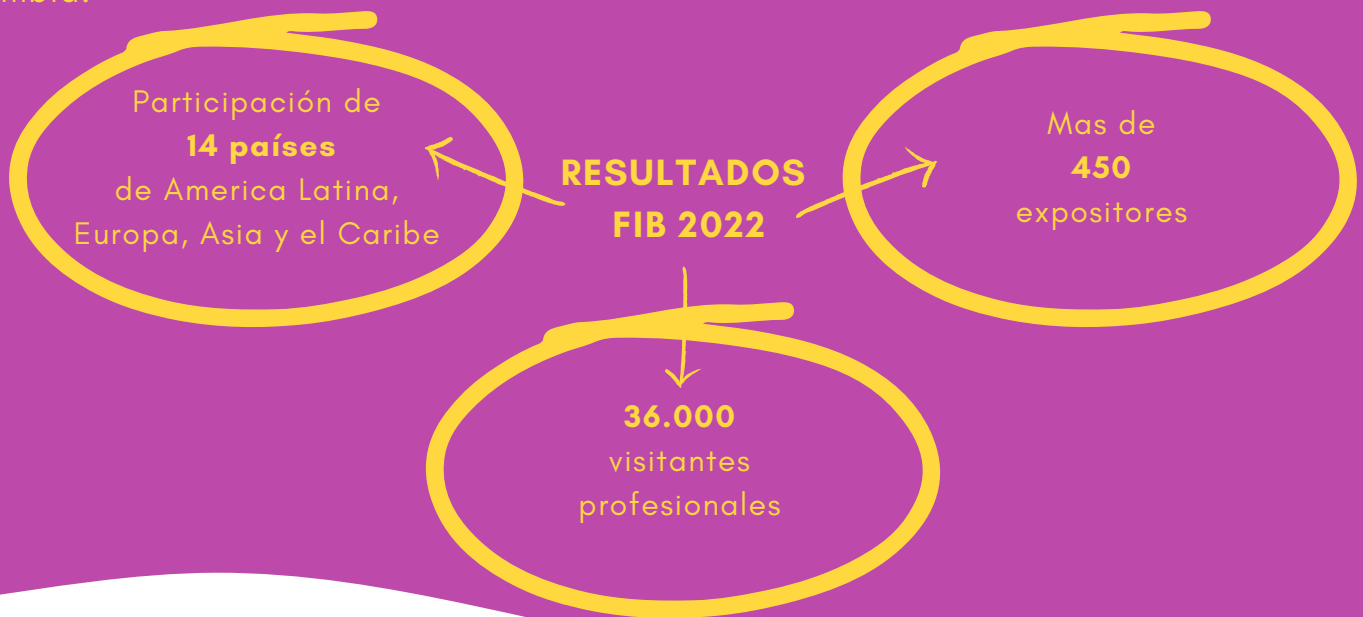 RESULTADOS
FIB 2022
Participación de
14 países
de America Latina,
Europa, Asia y el Caribe
Mas de
450
expositores
36.000
visitantes
profesionales